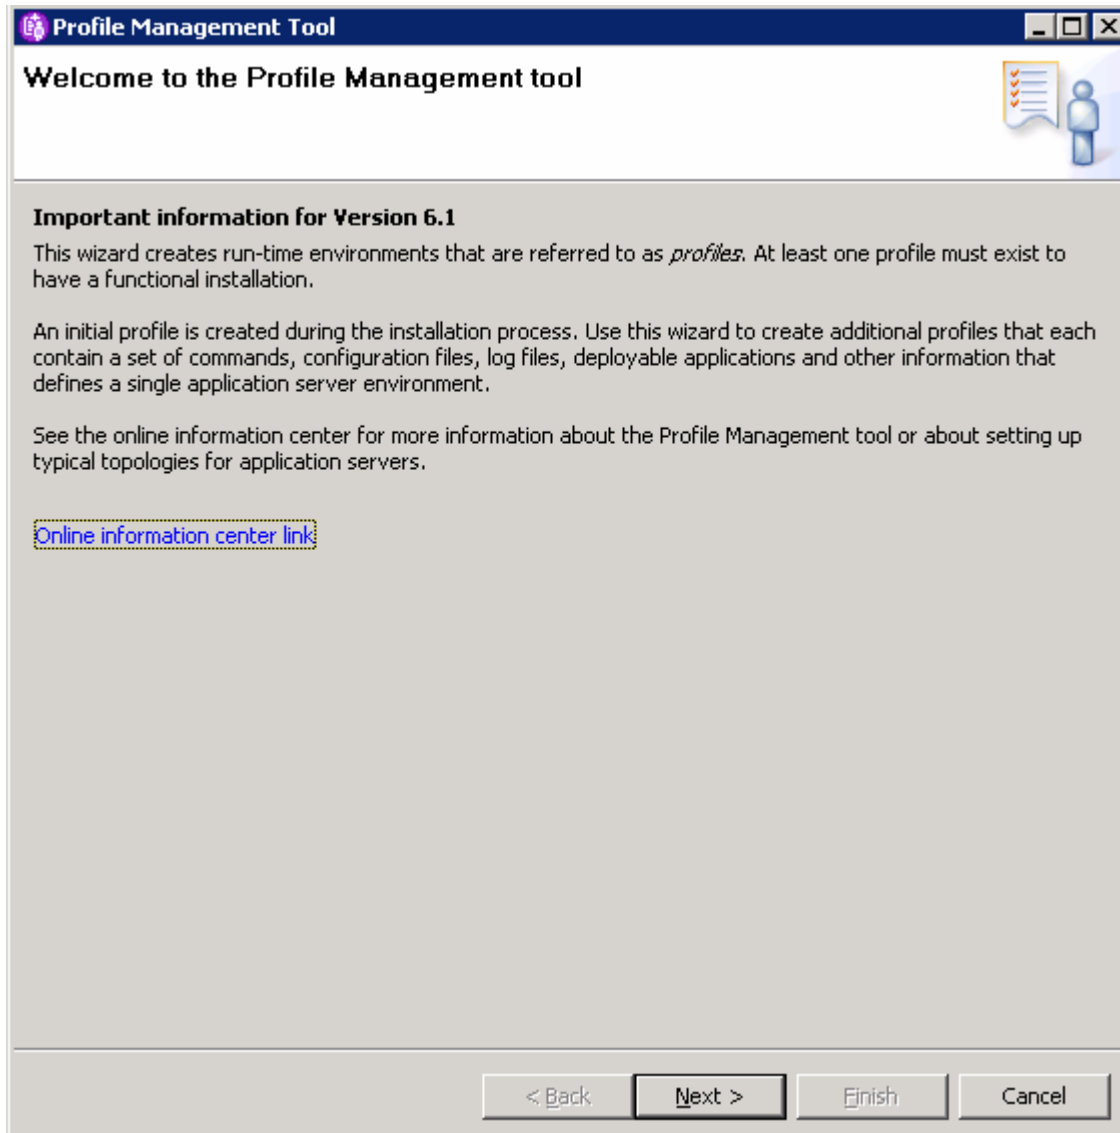 Profile Management Tool
Welcome to the Profile Management tool
Important information for Version 6.1
This wizard creates run-time environments that are referred to as profiles. At least one profile must exist to
have a functional installation.
An initial profile is created during the installation process. Use this wizard to create additional profiles that each
contain a set of commands, configuration files, log files, deployable applications and other information that
defines a single application server environment.
See the online information center for more information about the Profile Management tool or about setting up
typical topologies for application servers.
Online information center link
< Back Next > Finish Cancel